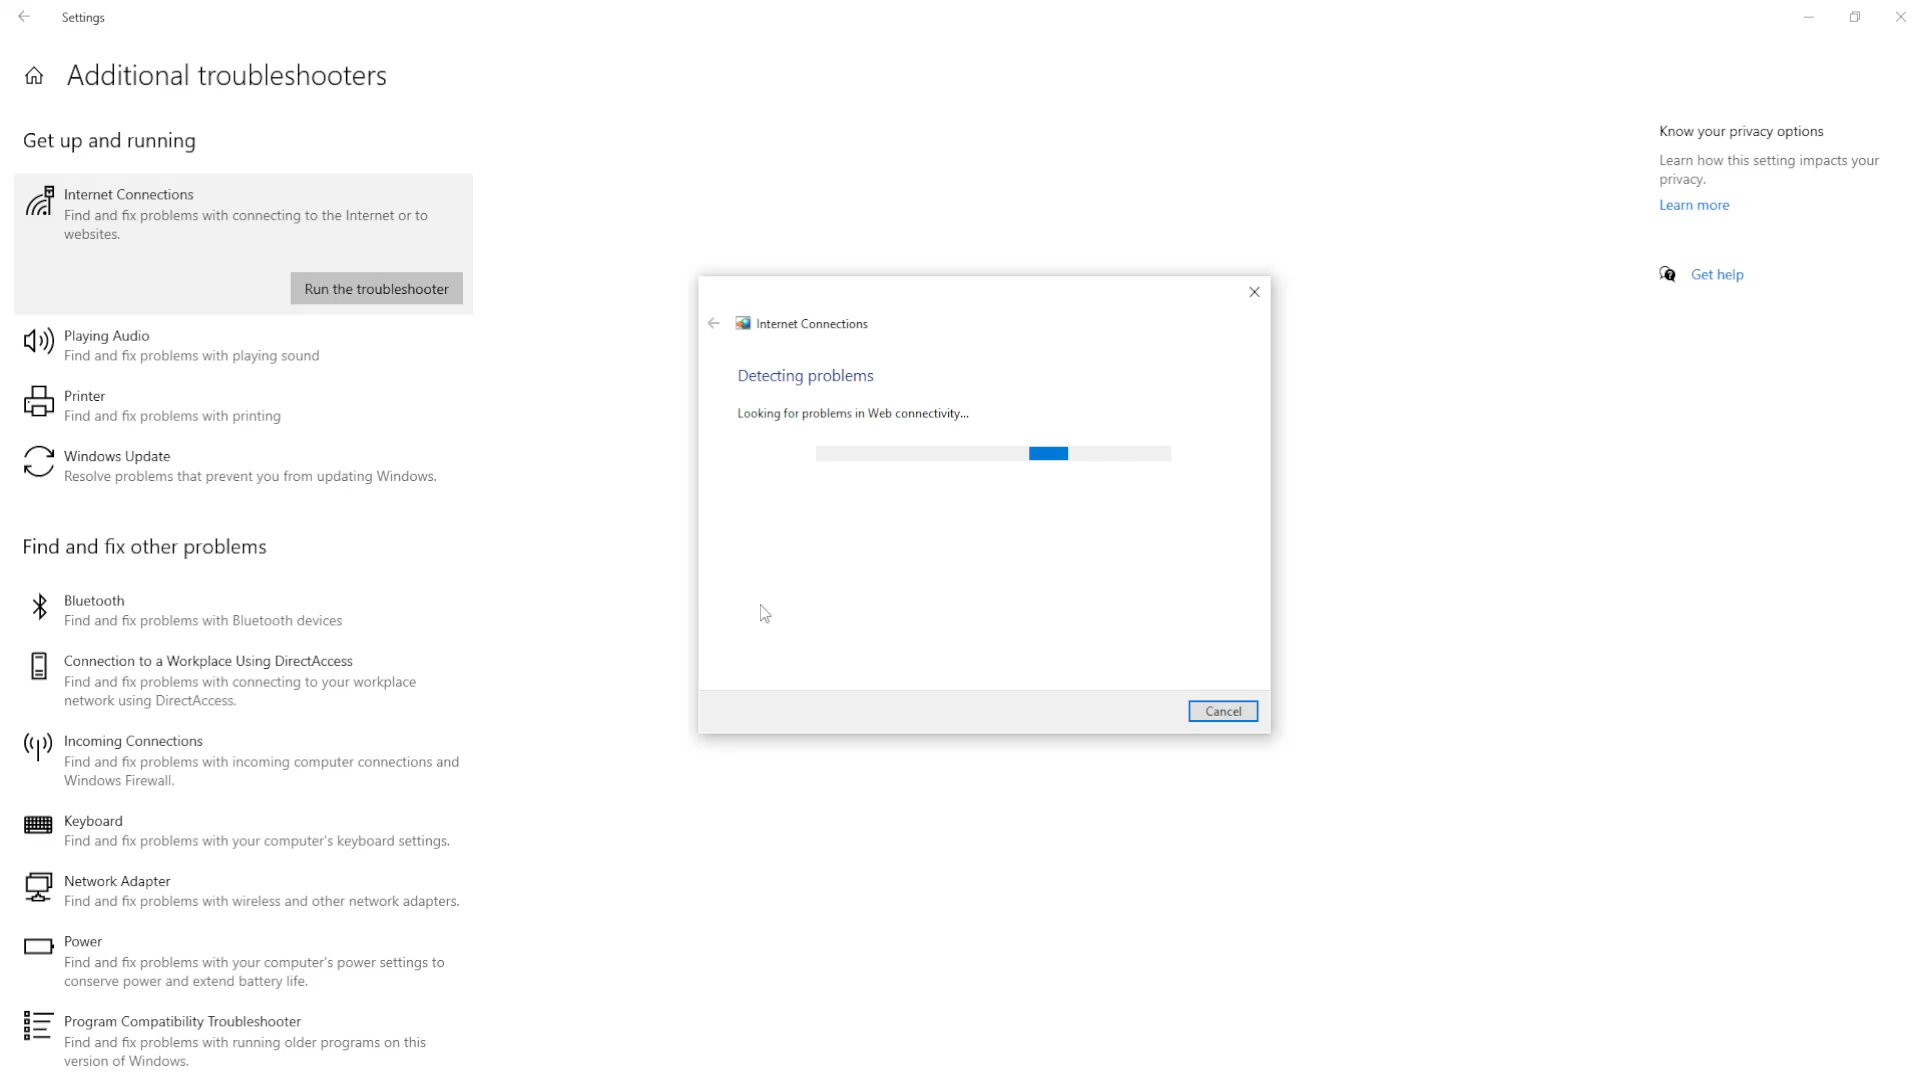 Settings
Additional troubleshooters
Get up and running
Internet Connections
Find and fix problems with connecting to the Internet or to
websites.
Run the troubleshooter
Playing Audio
Find and fix problems with playing sound
Printer
Find and fix problems with printing
Windows Update
Resolve problems that prevent you from updating Windows.
Find and fix other problems
Bluetooth
Find and fix problems with Bluetooth devices
Connection to a Workplace Using DirectAccess
Find and fix problems with connecting to your workplace
network using DirectAccess.
Incoming Connections
Find and fix problems with incoming computer connections and
Windows Firewall.
Keyboard
Find and fix problems with your computer's keyboard settings.
Network Adapter
Find and fix problems with wireless and other network adapters.
Power
Find and fix problems with your computer's power settings to
conserve power and extend battery life.
Program Compatibility Troubleshooter
Find and fix problems with running older programs on this
version of Windows.
Internet Connections
Detecting problems
Looking for problems in Web connectivity...
Cancel
Know your privacy options
Learn how this setting impacts your
privacy.
Learn more
Get help